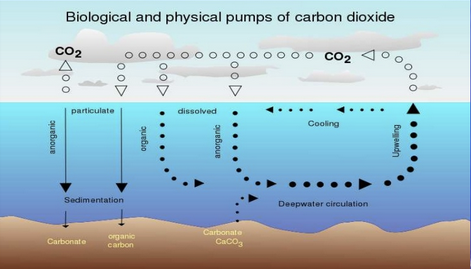 Biological and physical pumps of carbon dioxide
CO2
CO2
particulate
dissolved
Cooling
anorganic
organic
anorganic
Upwelling
Sedimentation
Deepwater circulation
Carbonate
organic
carbon
Carbonate
CaCO3